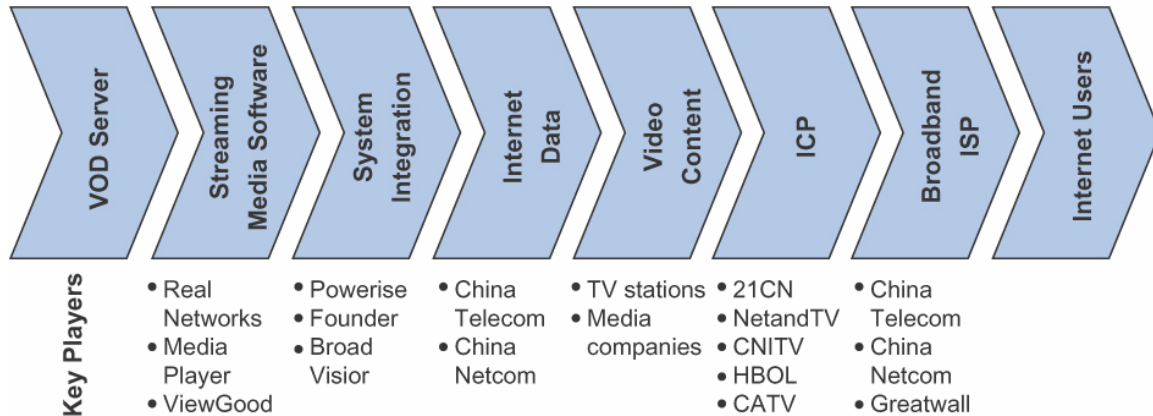 VOD Server
Streaming
Media Software
System
Integration
Internet
Data
Video
Content
ICP
Broadband
ISP
Internet Users
Key Players
• Real
Networks
• Media
Player
• ViewGood
• Powerise
• Founder
• Broad
Visior
• China
Telecom
• China
Netcom
• TV stations
• Media
companies
• 21CN
• NetandTV
• CNITV
• HBOL
• CATV
• China
Telecom
• China
Netcom
• Greatwall